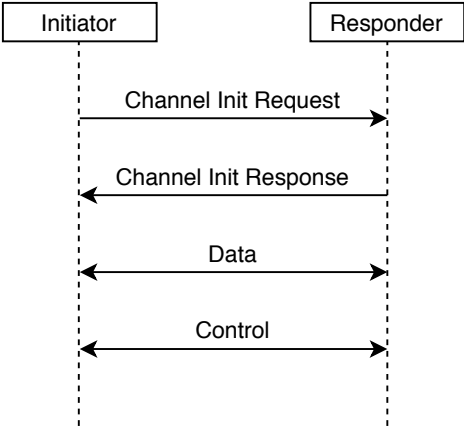 Initiator
Responder
Channel Init Request
Channel Init Response
Data
Control